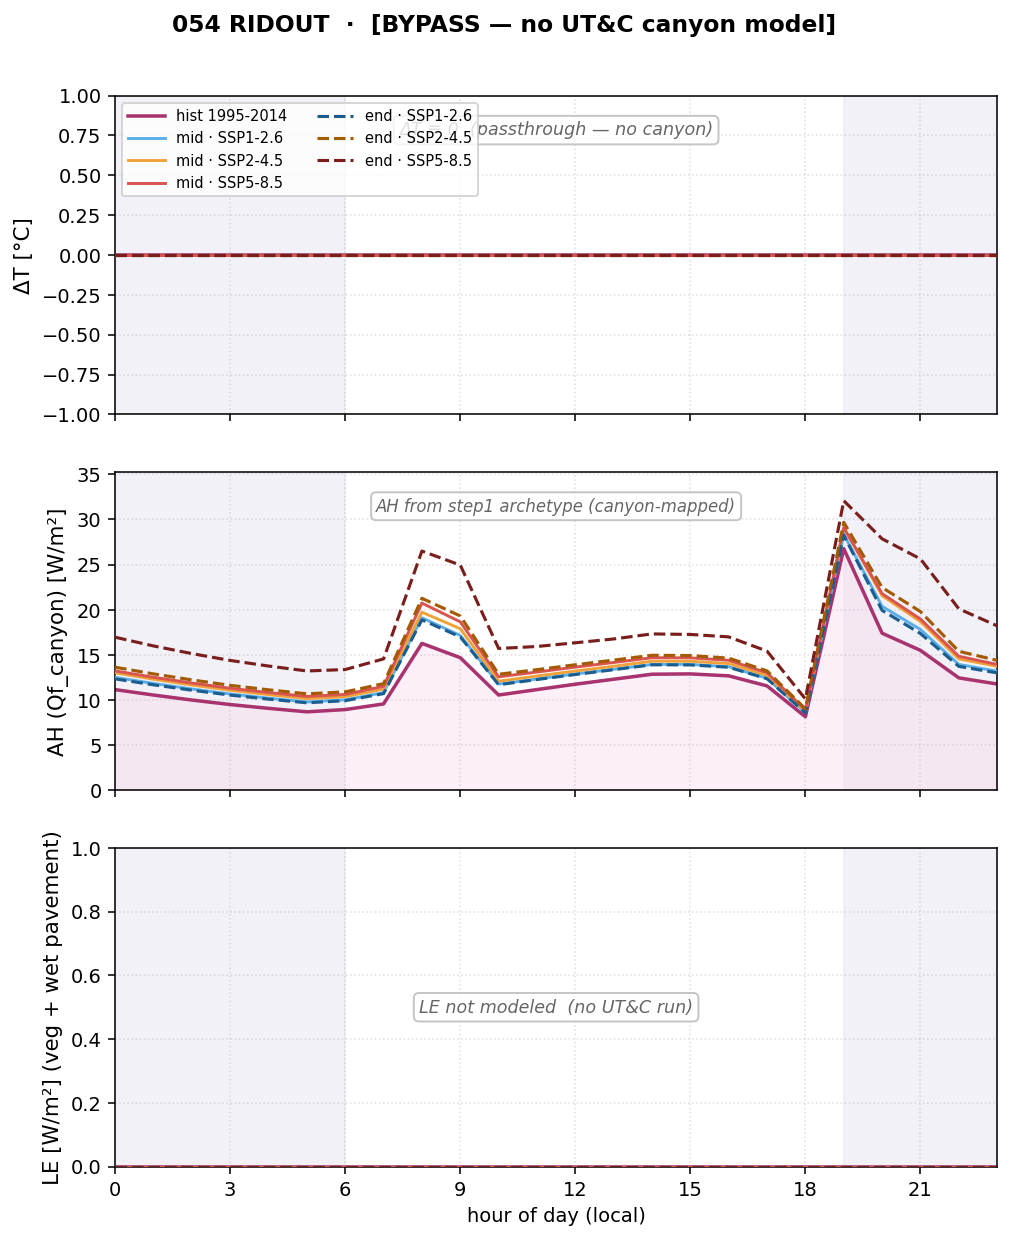 054 RIDOUT · [BYPASS — no UT&C canyon model]
1.00
0.75
0.50
0.25
0.00
−0.25
−0.50
−0.75
−1.00
ΔT [°C]
hist 1995-2014
mid · SSP1-2.6
mid · SSP2-4.5
mid · SSP5-8.5
end · SSP1-2.6
end · SSP2-4.5
end · SSP5-8.5
(passthrough — no canyon)
35
30
25
20
15
10
5
0
AH (Qf_canyon) [W/m²]
AH from step1 archetype (canyon-mapped)
1.0
0.8
0.6
0.4
0.2
0.0
LE [W/m²] (veg + wet pavement)
LE not modeled (no UT&C run)
0 3 6 9 12 15 18 21
hour of day (local)